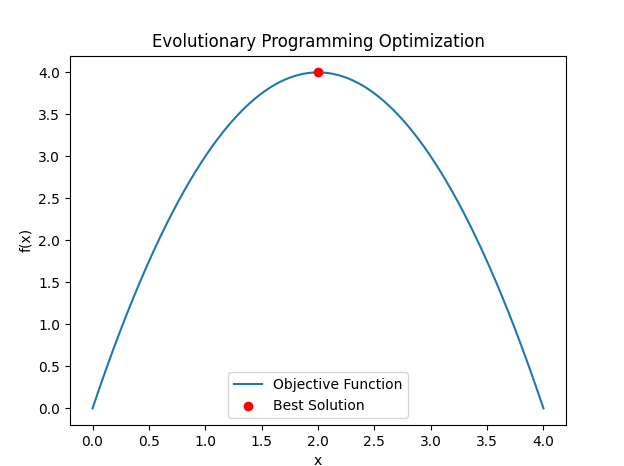 Evolutionary Programming Optimization
4.0
3.5
3.0
2.5
2.0
1.5
1.0
0.5
0.0
f(x)
Objective Function
Best Solution
0.0 0.5 1.0 1.5 2.0 2.5 3.0 3.5 4.0
x